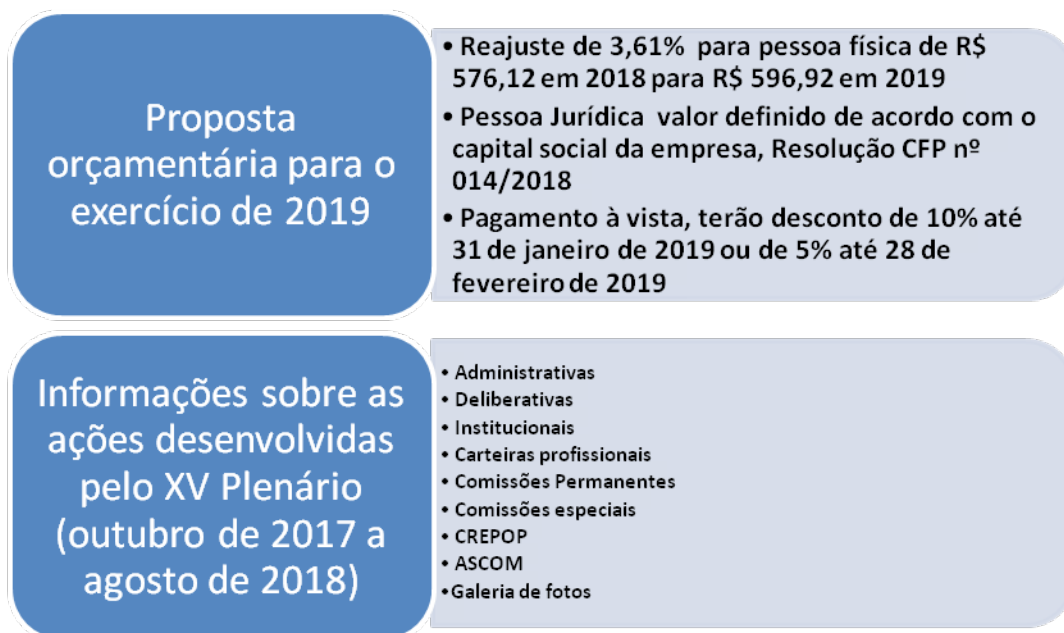 Proposta
orçamentária para o
exercício de 2019
• Reajuste de 3,61% para pessoa física de R$
576,12 em 2018 para R$ 596,92 em 2019
• Pessoa Jurídica valor definido de acordo com o
capital social da empresa, Resolução CFP nº
014/2018
• Pagamento à vista, terão desconto de 10% até
31 de janeiro de 2019 ou de 5% até 28 de
fevereiro de 2019
Informações sobre as
ações desenvolvidas
pelo XV Plenário
(outubro de 2017 a
agosto de 2018)
• Administrativas
• Deliberativas
• Institucionais
• Carteiras profissionais
• Comissões Permanentes
• Comissões especiais
• CREPOP
• ASCOM
•Galeria de fotos